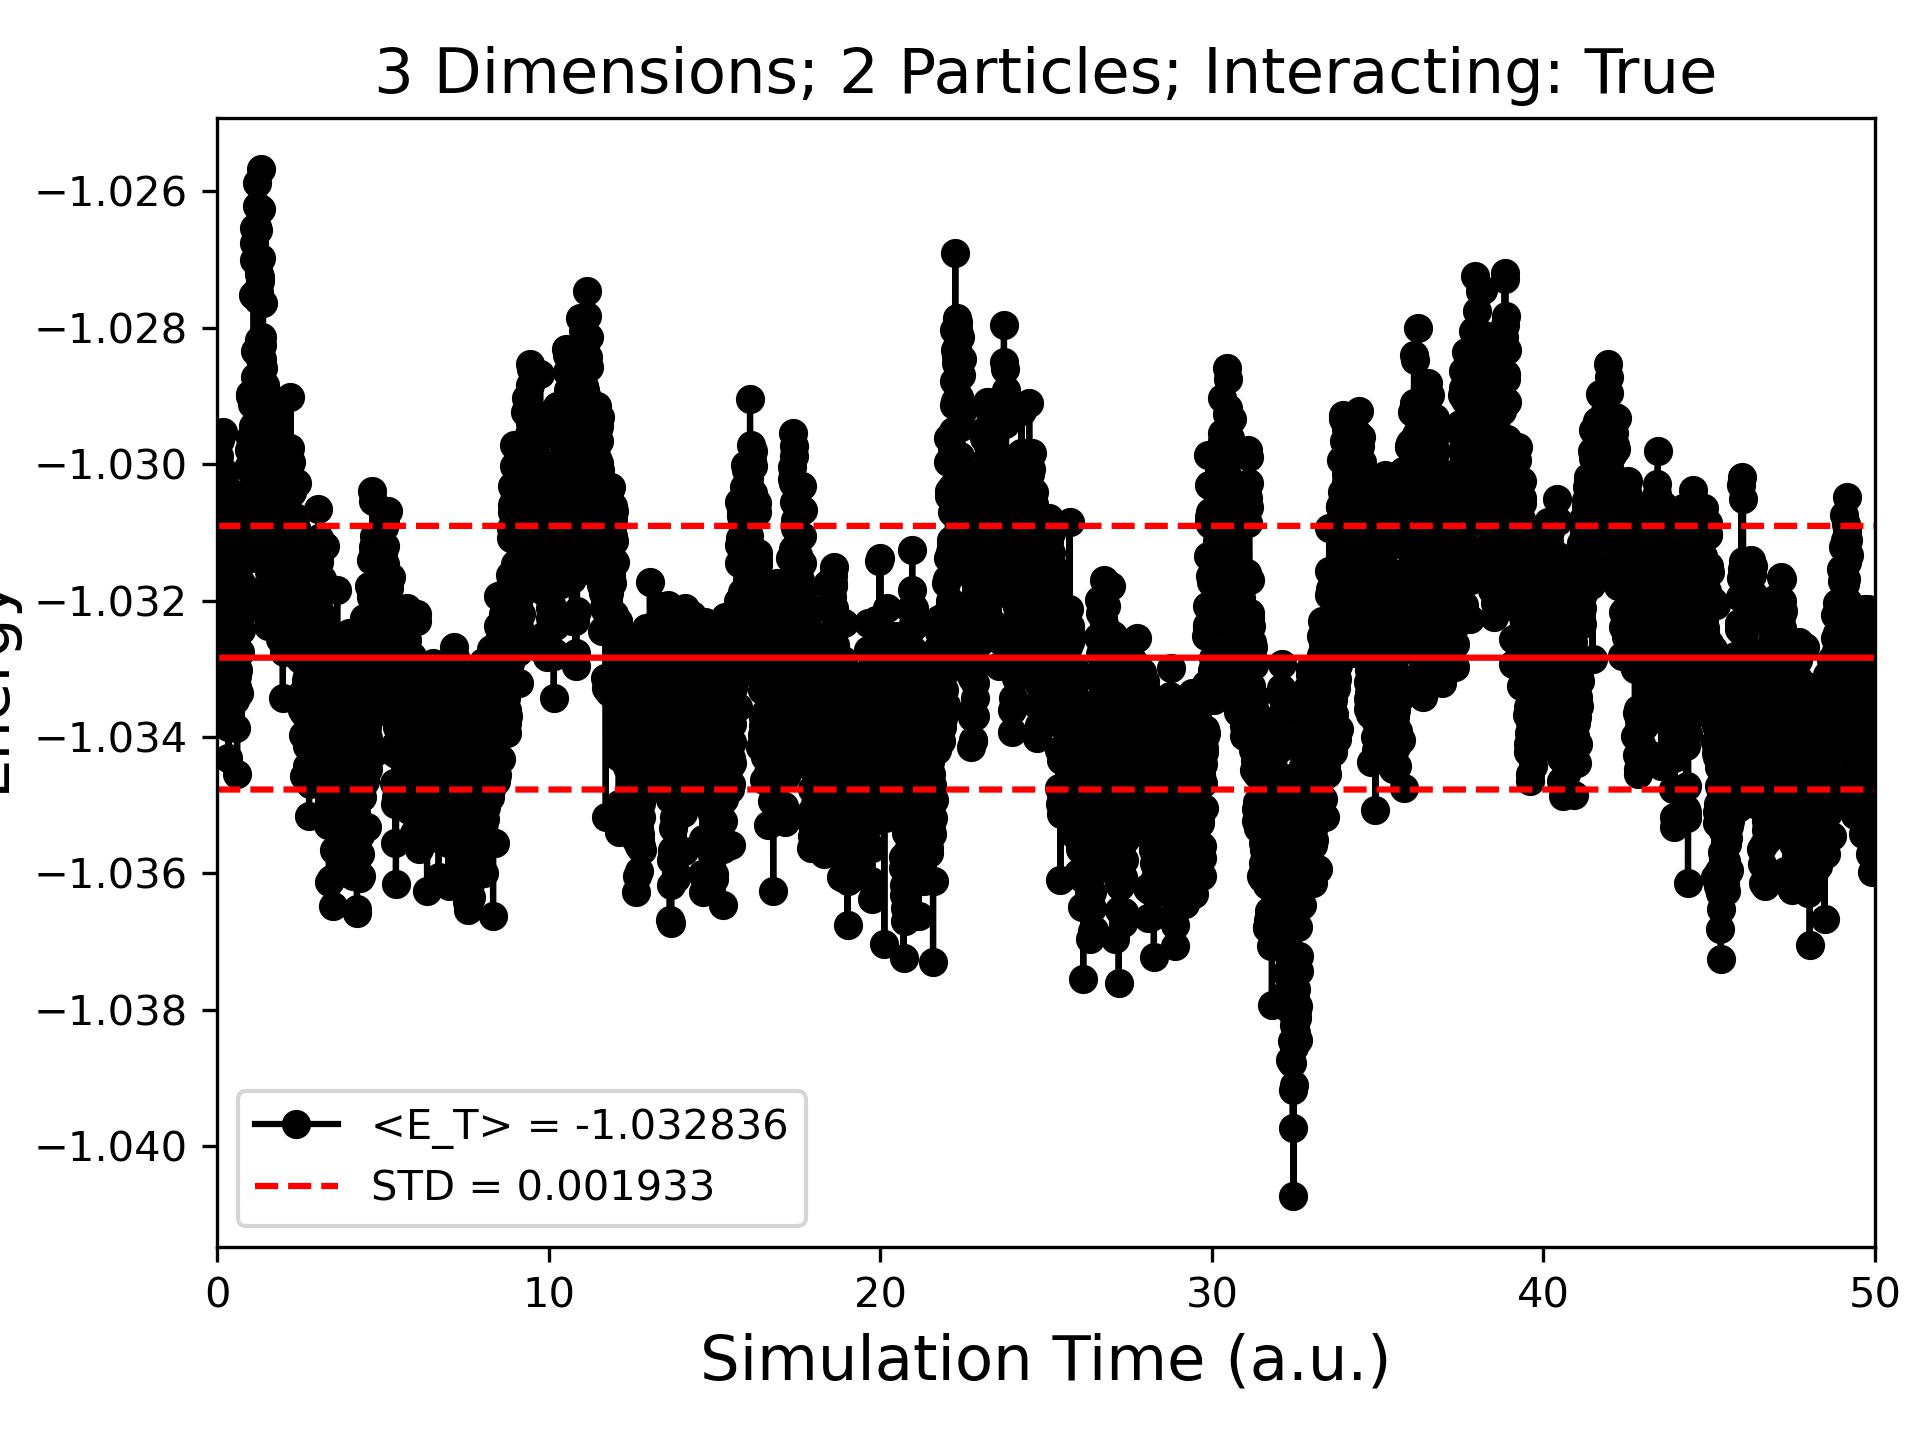 3 Dimensions; 2 Particles; Interacting: True
Energy
−1.026
−1.028
−1.030
−1.032
−1.034
−1.036
−1.038
−1.040
<E_T> = -1.032836
STD = 0.001933
0 10 20 30 40 50
Simulation Time (a.u.)